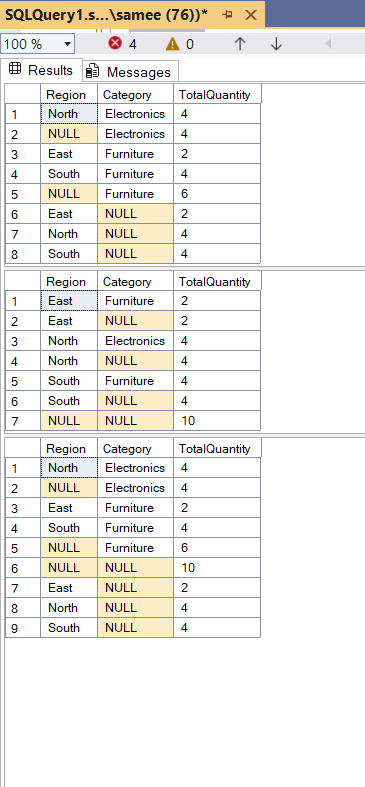 SQLQuery1.s...\samee (76))*
100 % 4 0
Results Messages
Region Category TotalQuantity
1 North Electronics 4
2 NULL Electronics 4
3 East Furniture 2
4 South Furniture 4
5 NULL Furniture 6
6 East NULL 2
7 North NULL 4
8 South NULL 4
Region Category TotalQuantity
1 East Furniture 2
2 East NULL 2
3 North Electronics 4
4 North NULL 4
5 South Furniture 4
6 South NULL 4
7 NULL NULL 10
Region Category TotalQuantity
1 North Electronics 4
2 NULL Electronics 4
3 East Furniture 2
4 South Furniture 4
5 NULL Furniture 6
6 NULL NULL 10
7 East NULL 2
8 North NULL 4
9 South NULL 4